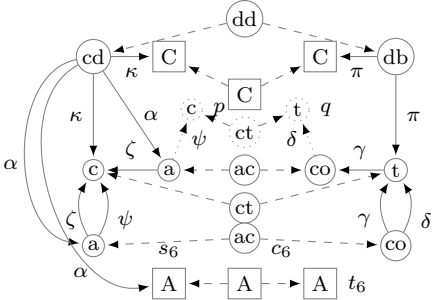 dd
cd κ C C π db
κ α C π
c p ct t q
α ψ δ
ζ γ
c a ac co t
ct
ζ ψ γ δ
a s₆ ac c₆ co
α A A A t₆